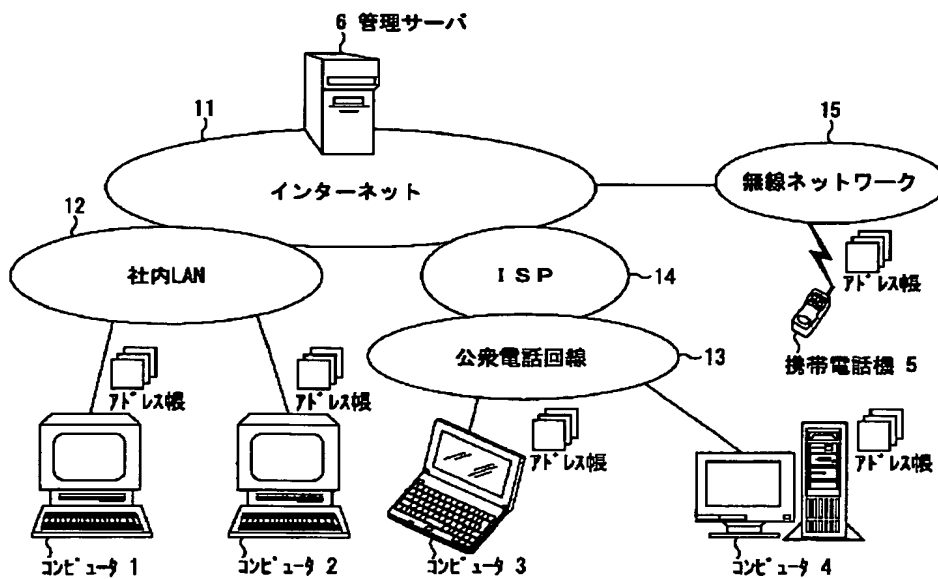 6 管理サーバ
11
15
インターネット
無線ネットワーク
12
社内LAN
ISP
14
アドレス帳
公衆電話回線
13
携帯電話機 5
アドレス帳
アドレス帳
アドレス帳
アドレス帳
コンピュータ 1
コンピュータ 2
コンピュータ 3
コンピュータ 4